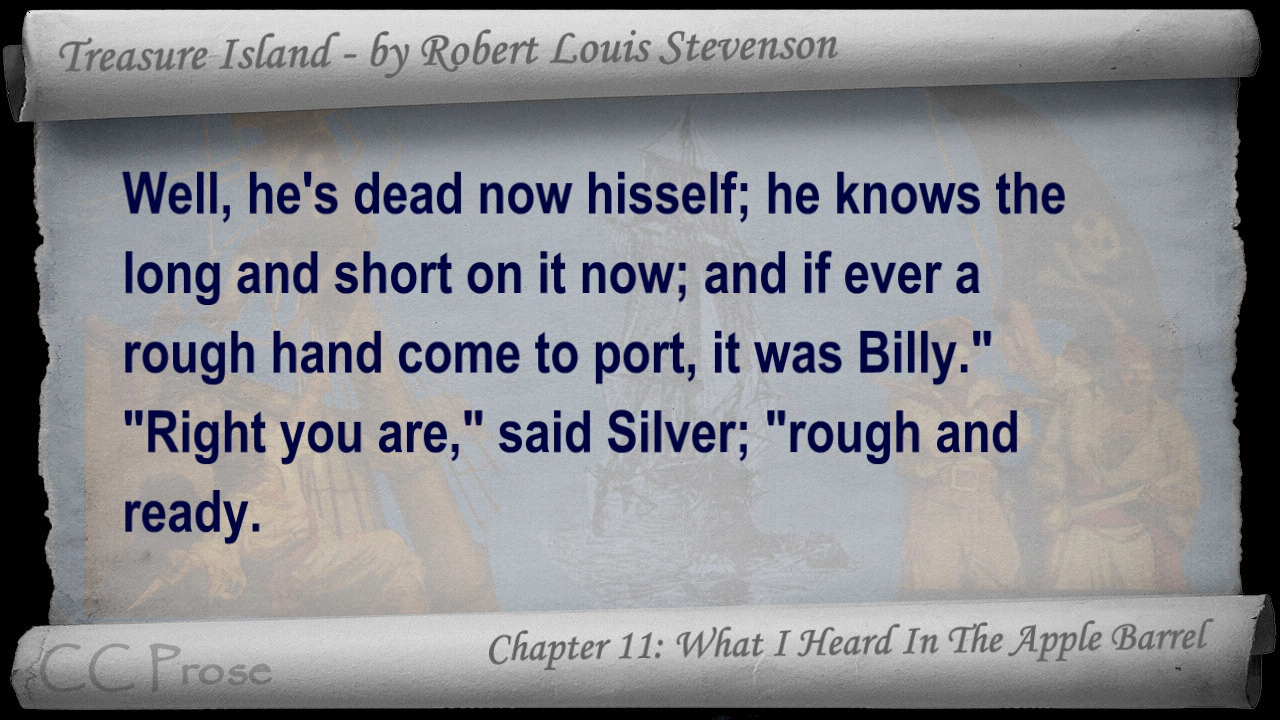 Treasure Island - by Robert Louis Stevenson
Well, he's dead now hisself; he knows the
long and short on it now; and if ever a
rough hand come to port, it was Billy."
"Right you are," said Silver; "rough and
ready.
Chapter 11: What I Heard In The Apple Barrel
CC Prose